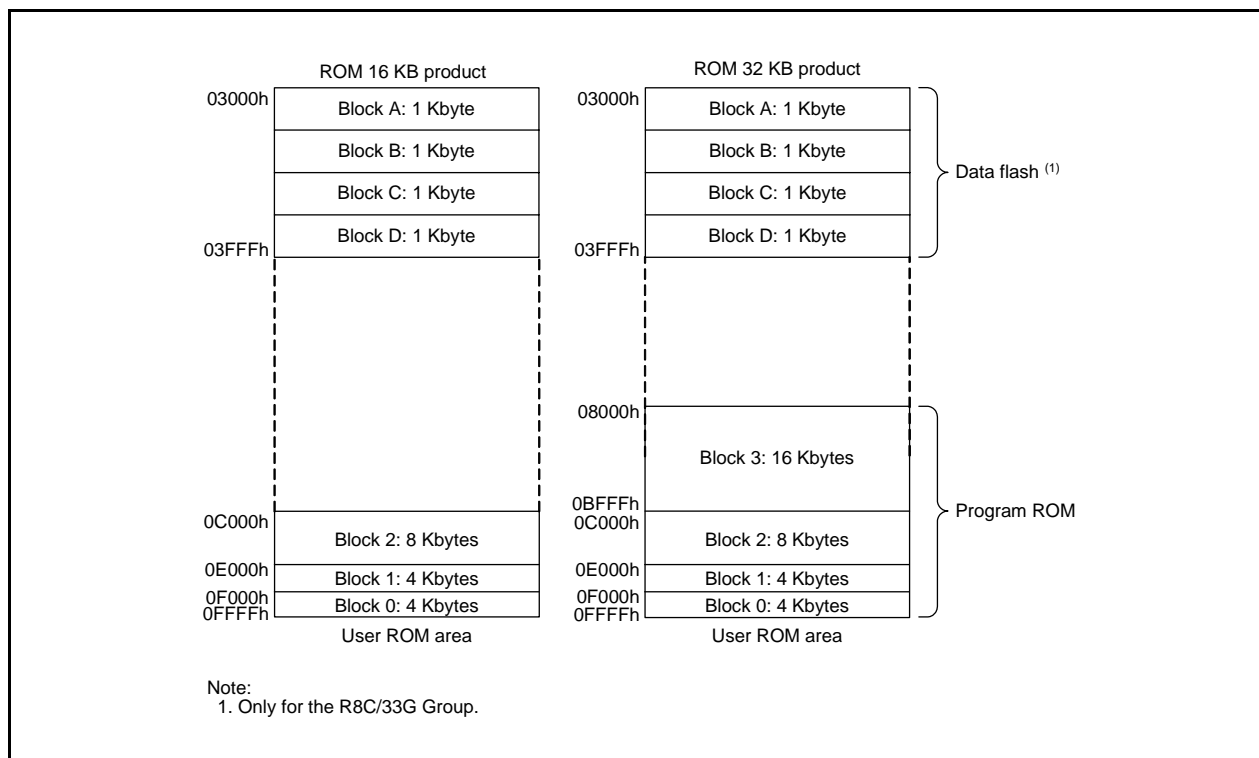 ROM 16 KB product
03000h
Block A: 1 Kbyte
Block B: 1 Kbyte
Block C: 1 Kbyte
Block D: 1 Kbyte
03FFFh
0C000h
Block 2: 8 Kbytes
0E000h
Block 1: 4 Kbytes
0F000h
Block 0: 4 Kbytes
0FFFFh
User ROM area
ROM 32 KB product
03000h
Block A: 1 Kbyte
Block B: 1 Kbyte
Block C: 1 Kbyte
Block D: 1 Kbyte
03FFFh
Data flash (1)
08000h
Block 3: 16 Kbytes
0BFFFh
0C000h
Block 2: 8 Kbytes
0E000h
Block 1: 4 Kbytes
0F000h
Block 0: 4 Kbytes
0FFFFh
Program ROM
User ROM area
Note:
1. Only for the R8C/33G Group.